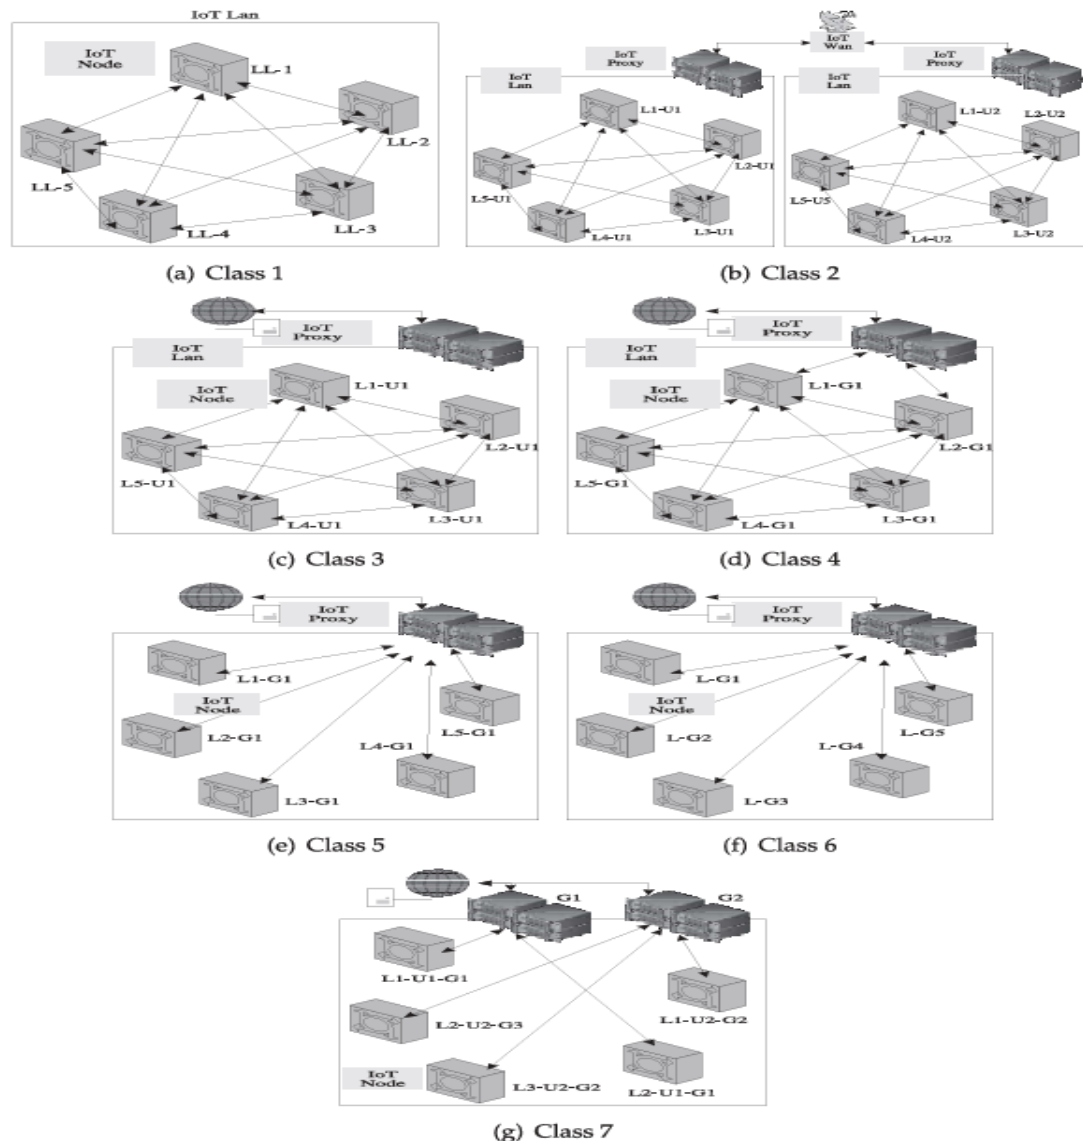 IoT Lan
IoT
Node
LL-1
LL-2
LL-5
LL-4
LL-3
(a) Class 1
IoT
Wan
IoT
Proxy
IoT
Proxy
IoT
Lan
IoT
Lan
L1-U1
L2-U1
L5-U1
L4-U1
L3-U1
L1-U2
L2-U2
L5-U5
L4-U2
L3-U2
(b) Class 2
IoT
Proxy
IoT
Lan
IoT
Node
L1-U1
L2-U1
L5-U1
L4-U1
L3-U1
(c) Class 3
IoT
Proxy
IoT
Lan
IoT
Node
L1-G1
L2-G1
L5-G1
L4-G1
L3-G1
(d) Class 4
IoT
Proxy
L1-G1
IoT
Node
L2-G1
L5-G1
L4-G1
L3-G1
(e) Class 5
IoT
Proxy
L-G1
IoT
Node
L-G2
L-G5
L-G4
L-G3
(f) Class 6
G1
G2
L1-U1-G1
L1-U2-G2
L2-U2-G3
IoT
Node
L3-U2-G2
L2-U1-G1
(g) Class 7